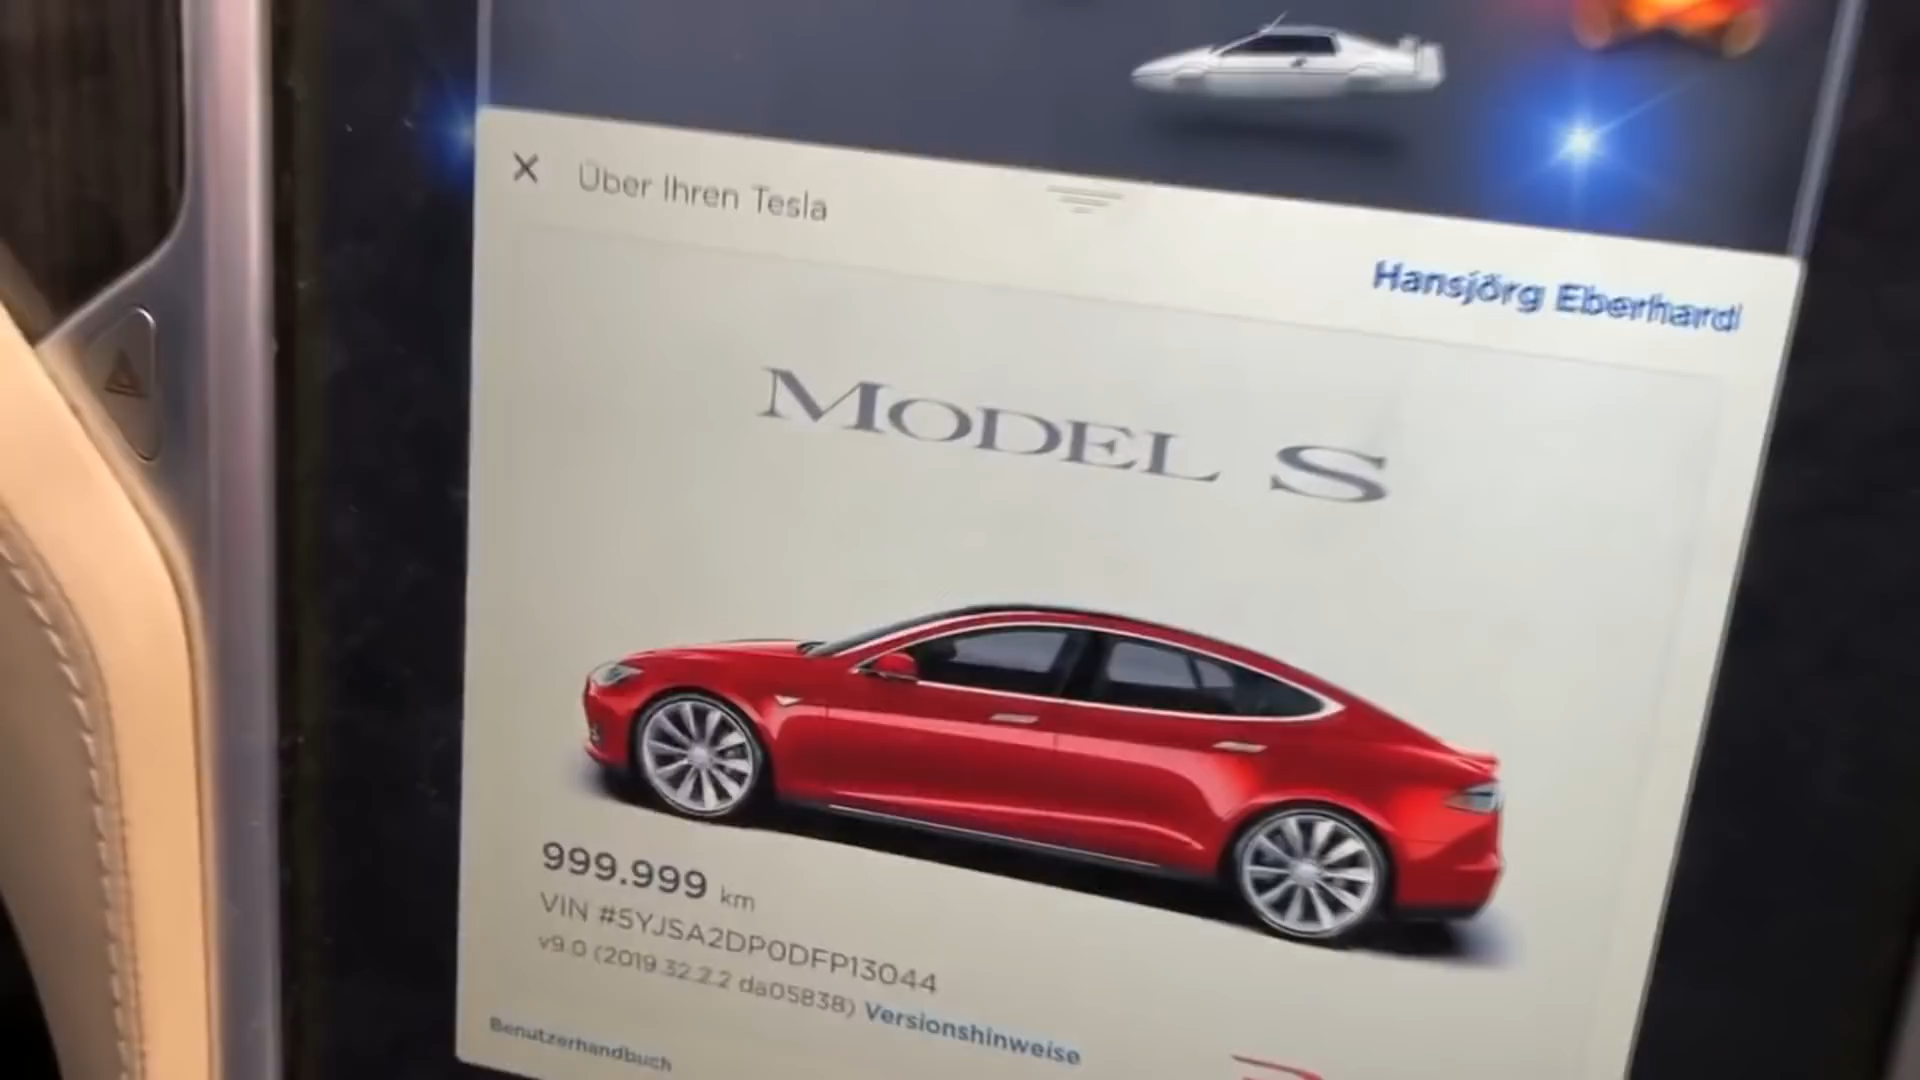 Über Ihren Tesla
Hansjörg Eberhard
MODEL S
999.999 km
VIN #5YJSA2DP0DFP13044
v9.0 (2019.32.2.2 da05838) Versionshinweise
Benutzerhandbuch